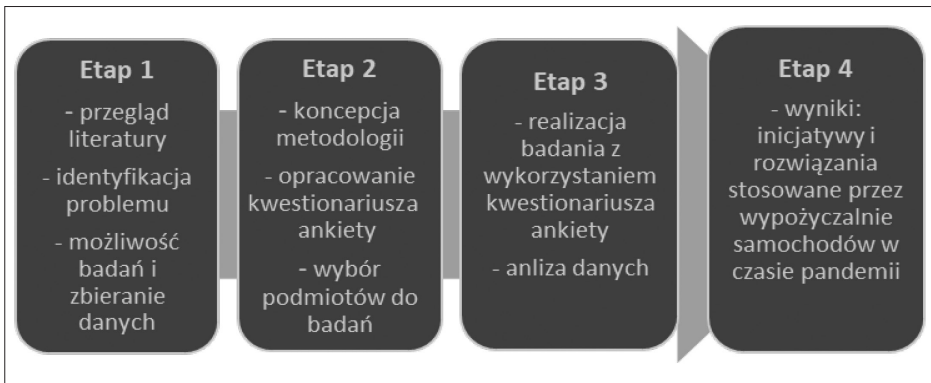 Etap 1
- przegląd
literatury
- identyfikacja
problemu
- możliwość
badań i
zbieranie
danych
Etap 2
- koncepcja
metodologii
- opracowanie
kwestionariusza
ankiety
- wybór
podmiotów do
badań
Etap 3
- realizacja
badania z
wykorzystaniem
kwestionariusza
ankiety
- anliza danych
Etap 4
- wyniki:
inicjatywy i
rozwiązania
stosowane przez
wypożyczalnie
samochodów w
czasie pandemii